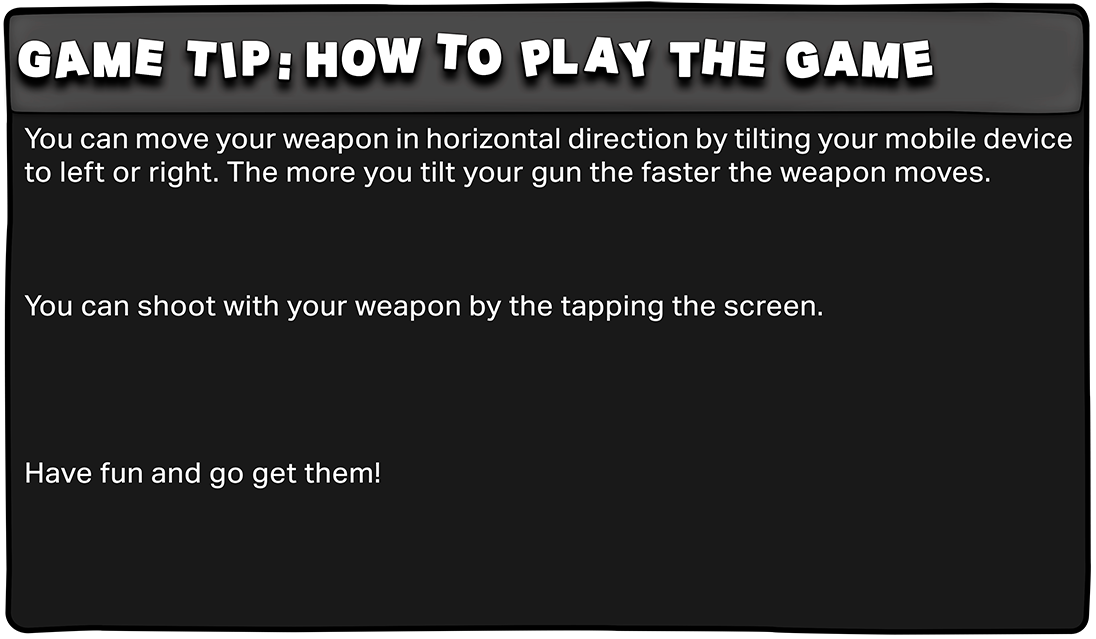 GAME TIP: HOW TO PLAY THE GAME
You can move your weapon in horizontal direction by tilting your mobile device
to left or right. The more you tilt your gun the faster the weapon moves.
You can shoot with your weapon by the tapping the screen.
Have fun and go get them!